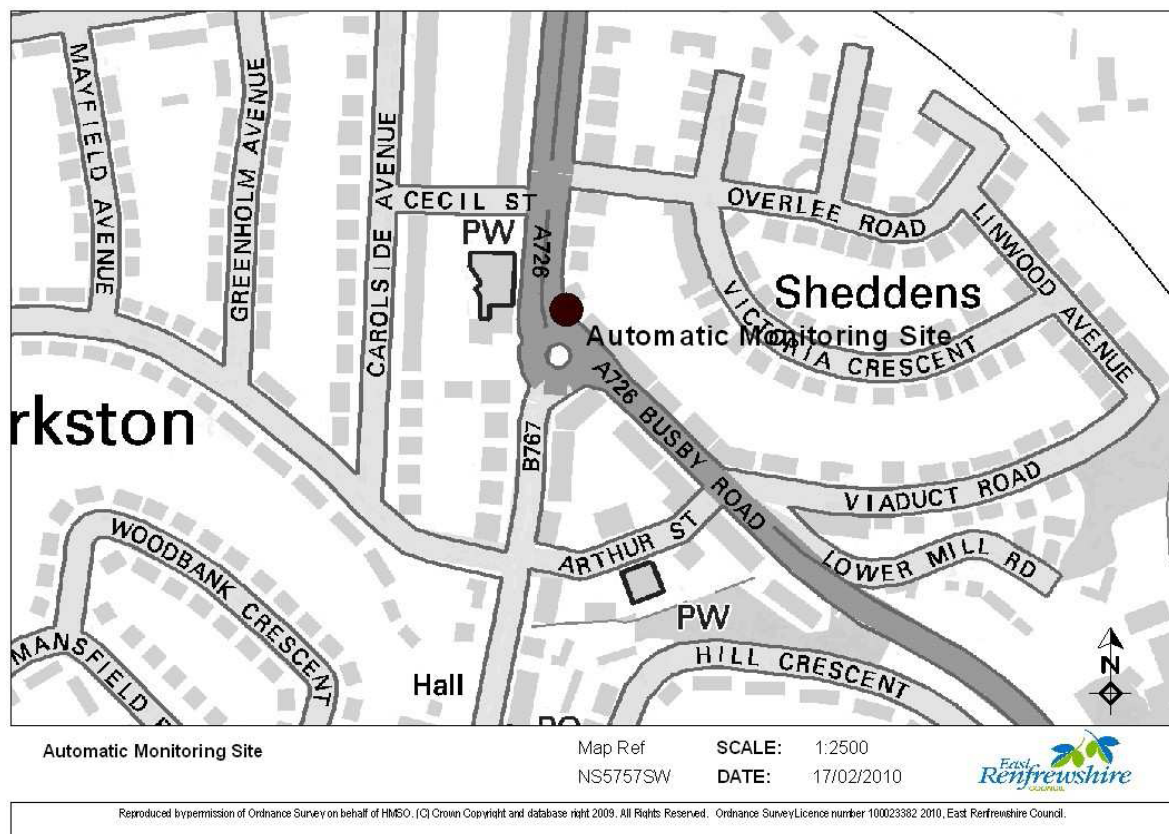 MAYFIELD AVENUE
GREENHOLM AVENUE
CAROLSIDE AVENUE
CECIL ST
PW
A726
OVERLEE ROAD
LINWOOD AVENUE
Sheddens
VICTORIA CRESCENT
Automatic Monitoring Site
A726 BUSBY ROAD
rkston
B767
VIADUCT ROAD
ARTHUR ST
LOWER MILL RD
WOODBANK CRESCENT
PW
MANSFIELD
HILL CRESCENT
Hall
PO
N
Automatic Monitoring Site
Map Ref
NS5757SW
SCALE: 1:2500
DATE: 17/02/2010
East
Renfrewshire
COUNCIL
Reproduced by permission of Ordnance Survey on behalf of HMSO. (C) Crown Copyright and database right 2009. All Rights Reserved. Ordnance Survey Licence number 100023382 2010, East Renfrewshire Council.